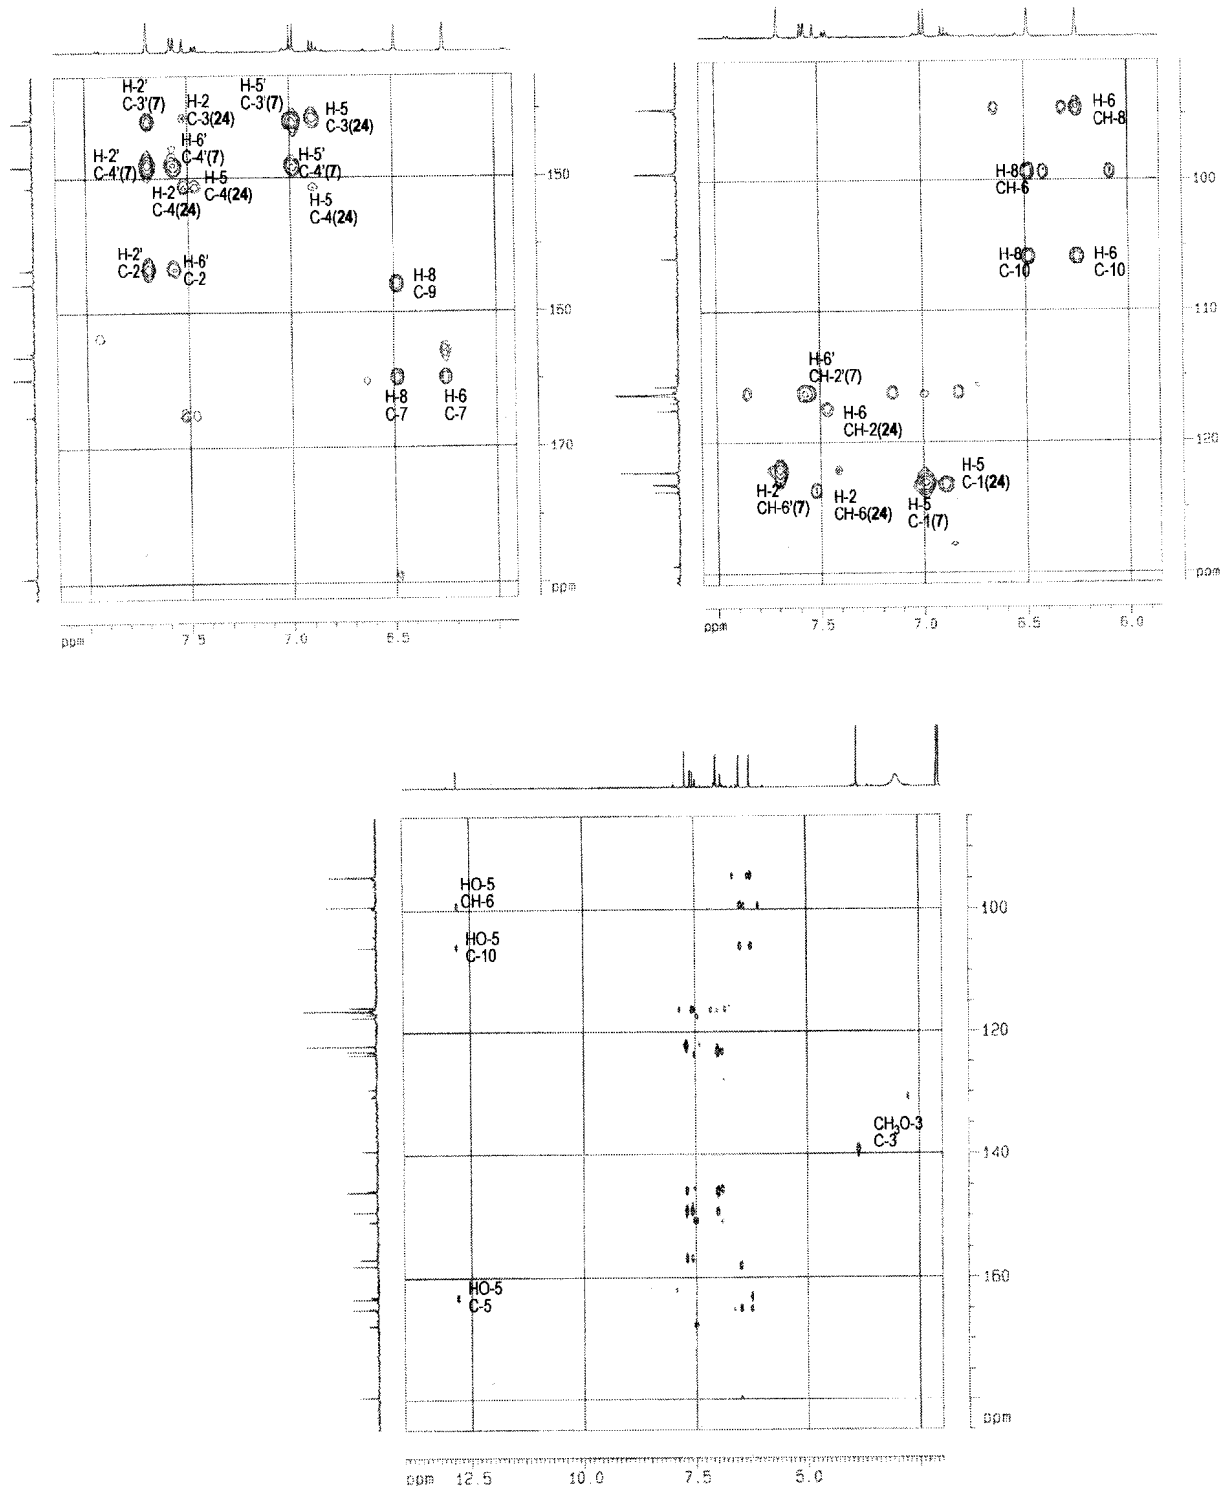 H-2'
C-3'(7)
H-2
C-3(24)
H-5'
C-3'(7)
H-5
C-3(24)
H-2'
C-4'(7)
H-6'
C-4'(7)
H-5'
C-4'(7)
H-2
C-4(24)
H-5
C-4(24)
H-5
C-4(24)
150
H-2'
C-2
H-6'
C-2
H-8
C-9
150
H-8
C-7
H-6
C-7
170
ppm
ppm
7.5
7.0
6.5
H-6
CH-8
H-8
CH-6
100
H-8
C-10
H-6
C-10
110
H-6'
CH-2'(7)
H-6
CH-2(24)
120
H-2'
CH-6'(7)
H-2
CH-6(24)
H-5
C-1(7)
H-5
C-1(24)
ppm
ppm
7.5
7.0
6.5
6.0
HO-5
CH-6
100
HO-5
C-10
120
CH3O-3
C-3
140
HO-5
C-5
160
ppm
ppm
12.5
10.0
7.5
5.0